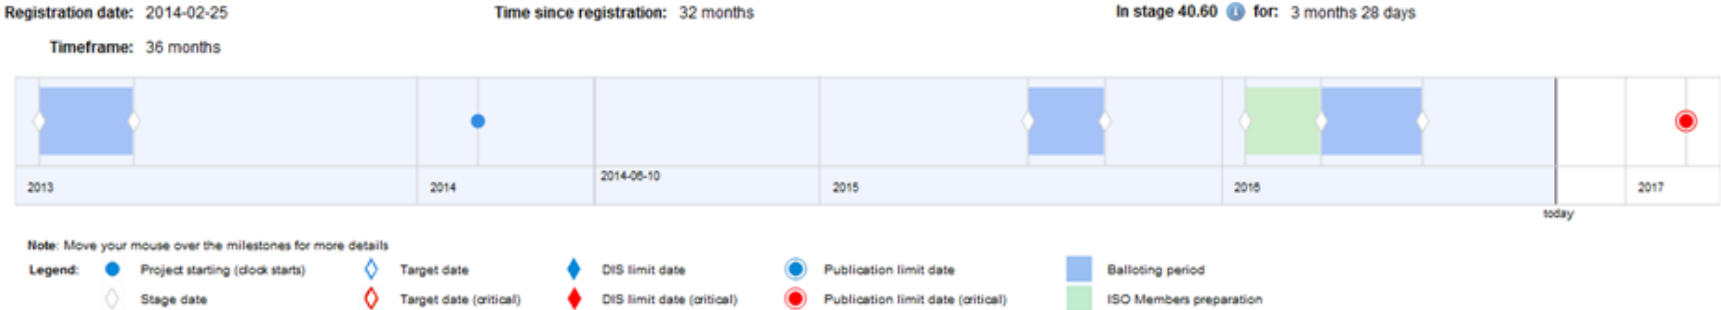 Registration date: 2014-02-25 Time since registration: 32 months In stage 40.60 i for: 3 months 28 days
Timeframe: 36 months
2014-06-10
2013 2014 2015 2016 2017
today
Note: Move your mouse over the milestones for more details
Legend: Project starting (clock starts) Target date DIS limit date Publication limit date Balloting period
Stage date Target date (critical) DIS limit date (critical) Publication limit date (critical) ISO Members preparation